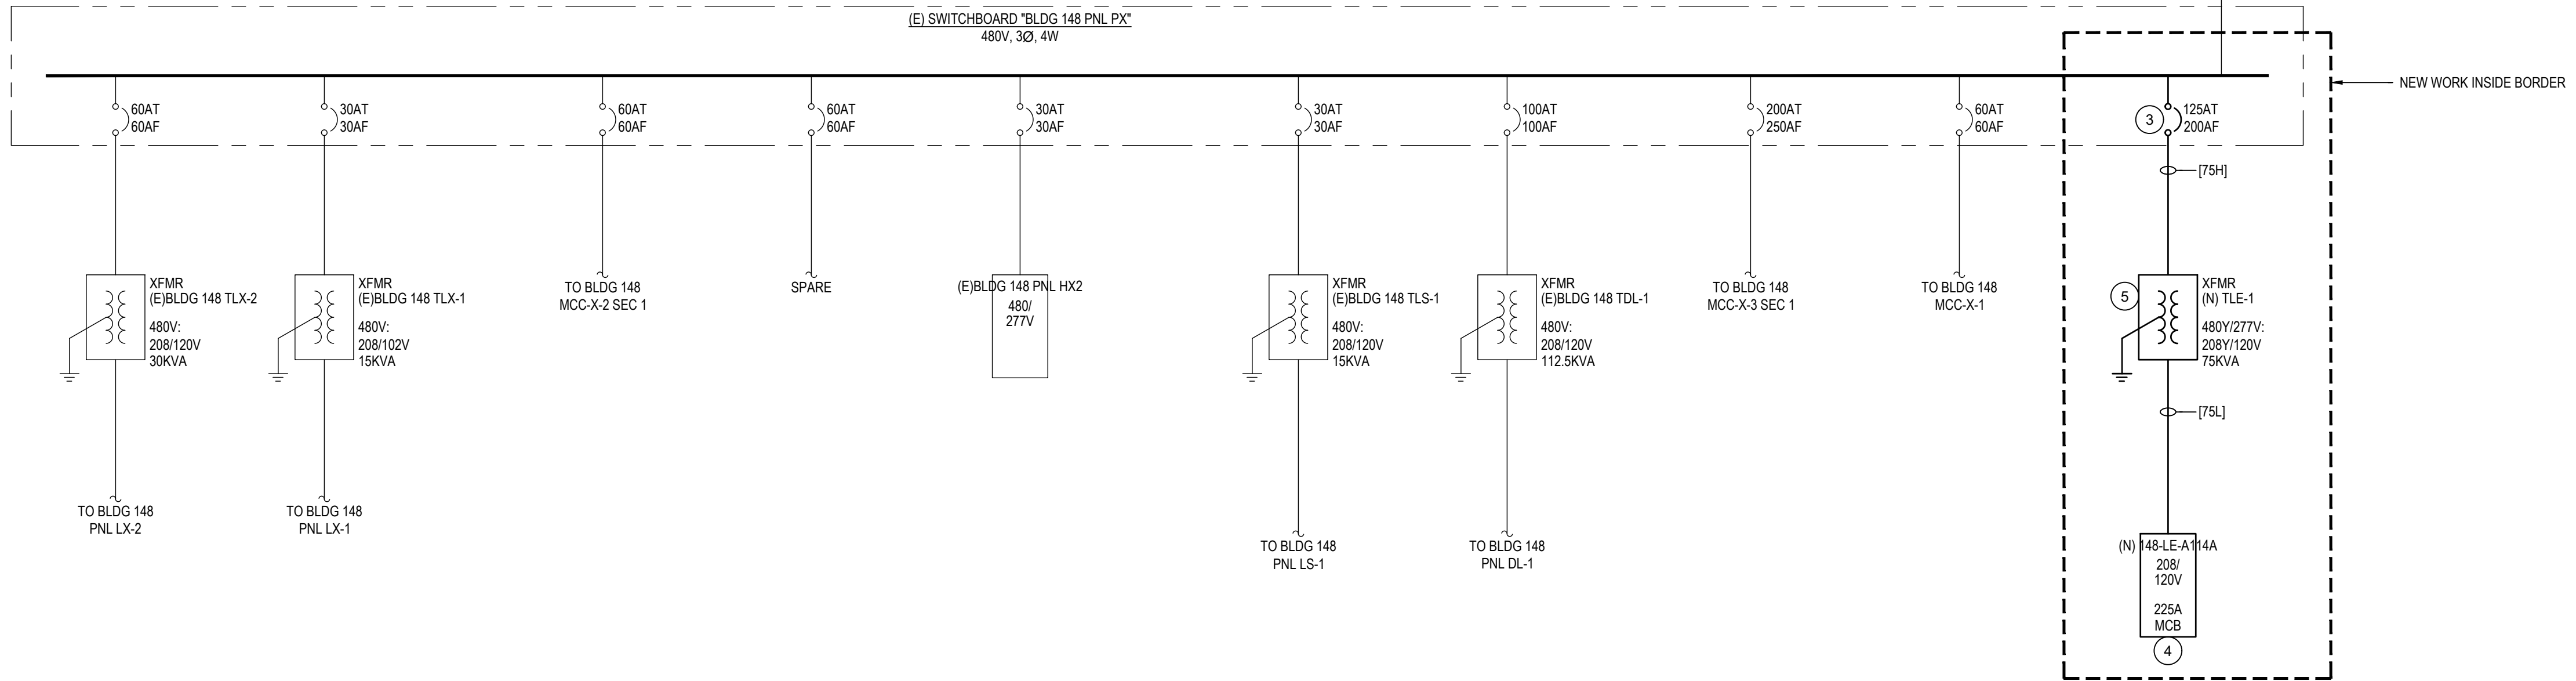 (E) SWITCHBOARD "BLDG 148 PNL PX"
480V, 3Ø, 4W
NEW WORK INSIDE BORDER
60AT
60AF
30AT
30AF
60AT
60AF
60AT
60AF
30AT
30AF
30AT
30AF
100AT
100AF
200AT
250AF
60AT
60AF
3
125AT
200AF
[75H]
XFMR
(E)BLDG 148 TLX-2
480V:
208/120V
30KVA
XFMR
(E)BLDG 148 TLX-1
480V:
208/102V
15KVA
TO BLDG 148
MCC-X-2 SEC 1
SPARE
(E)BLDG 148 PNL HX2
480/
277V
XFMR
(E)BLDG 148 TLS-1
480V:
208/120V
15KVA
XFMR
(E)BLDG 148 TDL-1
480V:
208/120V
112.5KVA
TO BLDG 148
MCC-X-3 SEC 1
TO BLDG 148
MCC-X-1
5
XFMR
(N) TLE-1
480Y/277V:
208Y/120V
75KVA
[75L]
TO BLDG 148
PNL LX-2
TO BLDG 148
PNL LX-1
TO BLDG 148
PNL LS-1
TO BLDG 148
PNL DL-1
(N) 148-LE-A114A
208/
120V
225A
MCB
4